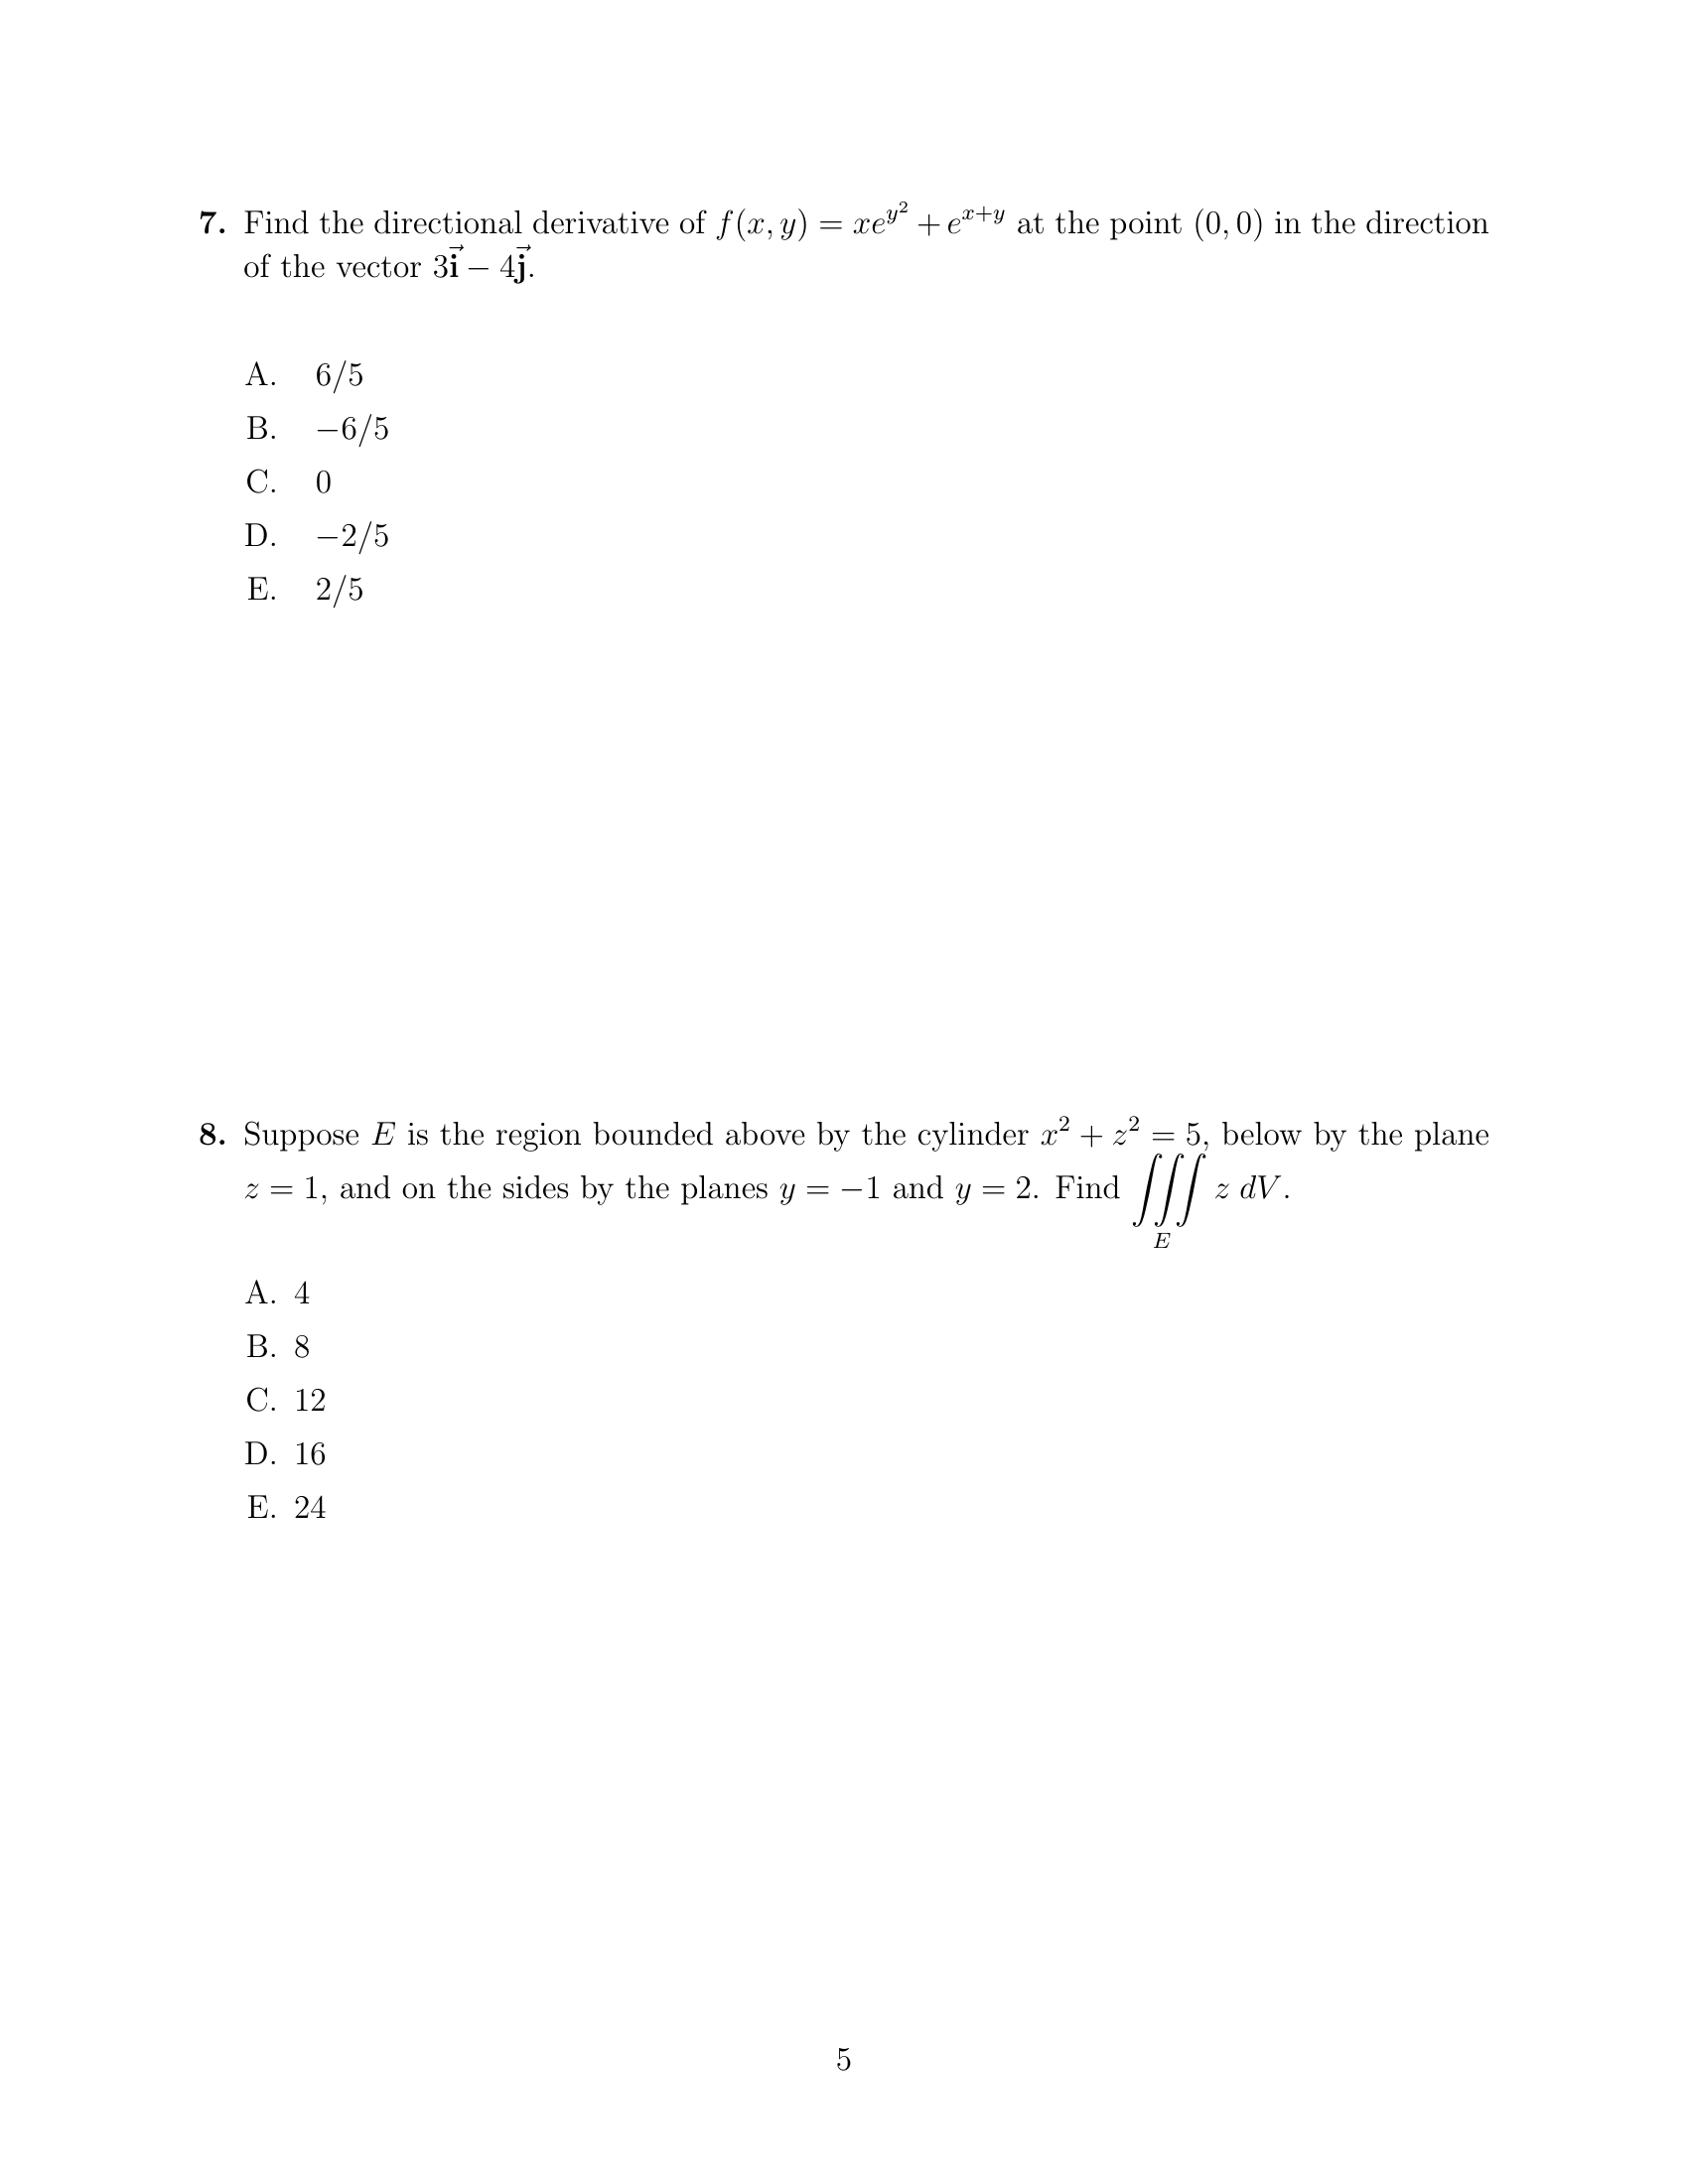 7. Find the directional derivative of f(x, y) = xe^{y^2} + e^{x+y} at the point (0, 0) in the direction
of the vector 3\vec{i} − 4\vec{j}.
A. 6/5
B. −6/5
C. 0
D. −2/5
E. 2/5
8. Suppose E is the region bounded above by the cylinder x^2 + z^2 = 5, below by the plane
z = 1, and on the sides by the planes y = −1 and y = 2. Find ∭_E z dV.
A. 4
B. 8
C. 12
D. 16
E. 24
5